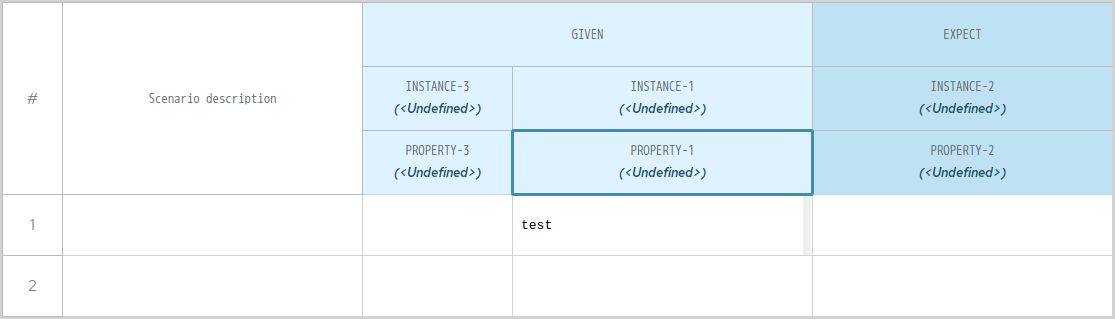 GIVEN
EXPECT
#
Scenario description
INSTANCE-3
(<Undefined>)
INSTANCE-1
(<Undefined>)
INSTANCE-2
(<Undefined>)
PROPERTY-3
(<Undefined>)
PROPERTY-1
(<Undefined>)
PROPERTY-2
(<Undefined>)
1
test
2